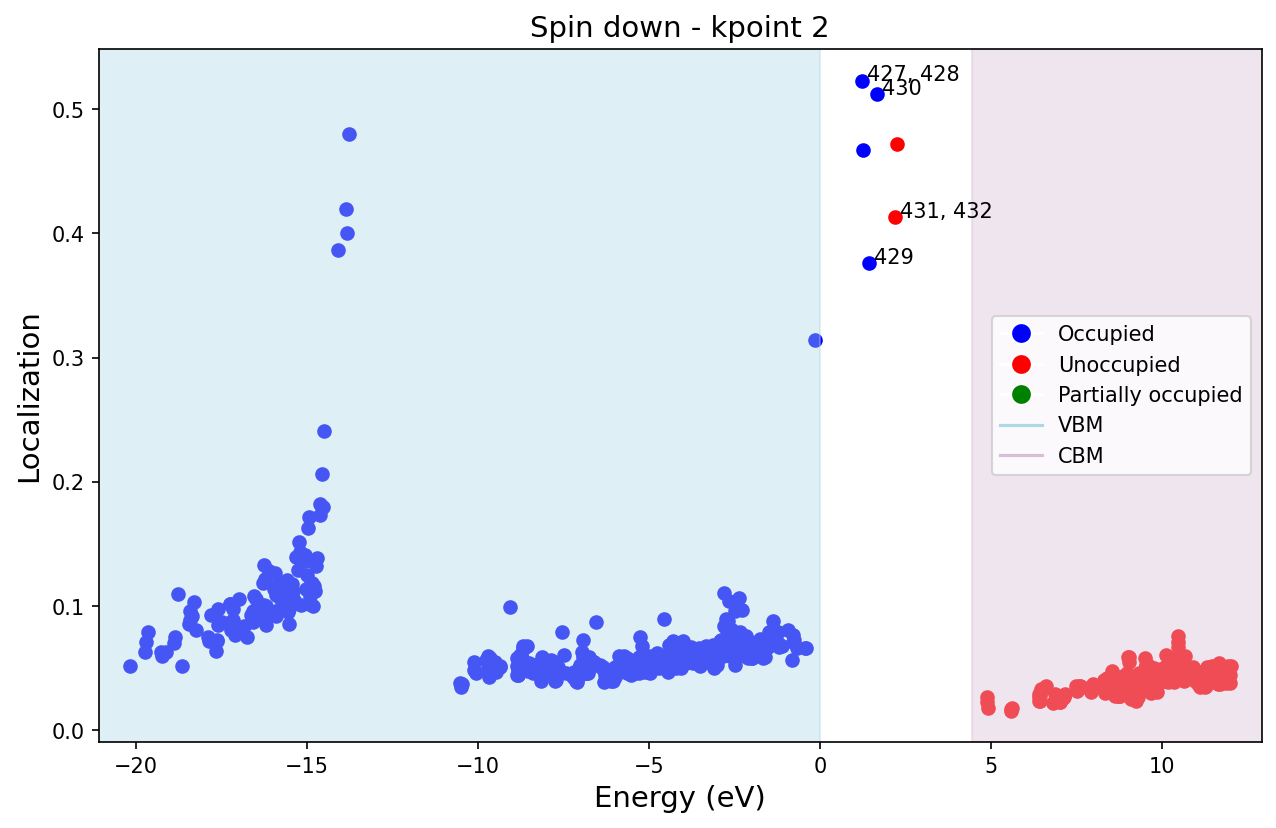 Spin down - kpoint 2
Localization
0.5
0.4
0.3
0.2
0.1
0.0
427, 428
430
431, 432
429
Occupied
Unoccupied
Partially occupied
VBM
CBM
−20
−15
−10
−5
0
5
10
Energy (eV)